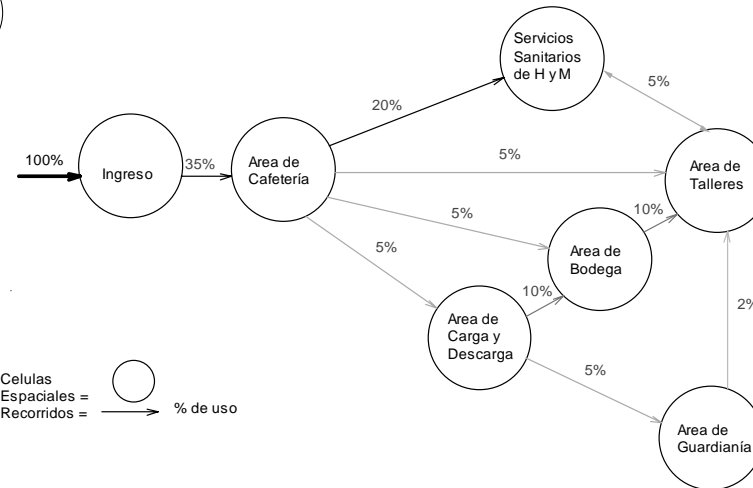 Servicios
Sanitarios
de H y M
5%
20%
100%
Ingreso
35%
Area de
Cafetería
5%
Area de
Talleres
5%
10%
Area de
Bodega
5%
10%
Area de
Carga y
Descarga
2%
5%
Area de
Guardianía
Celulas
Espaciales =
Recorridos =
% de uso